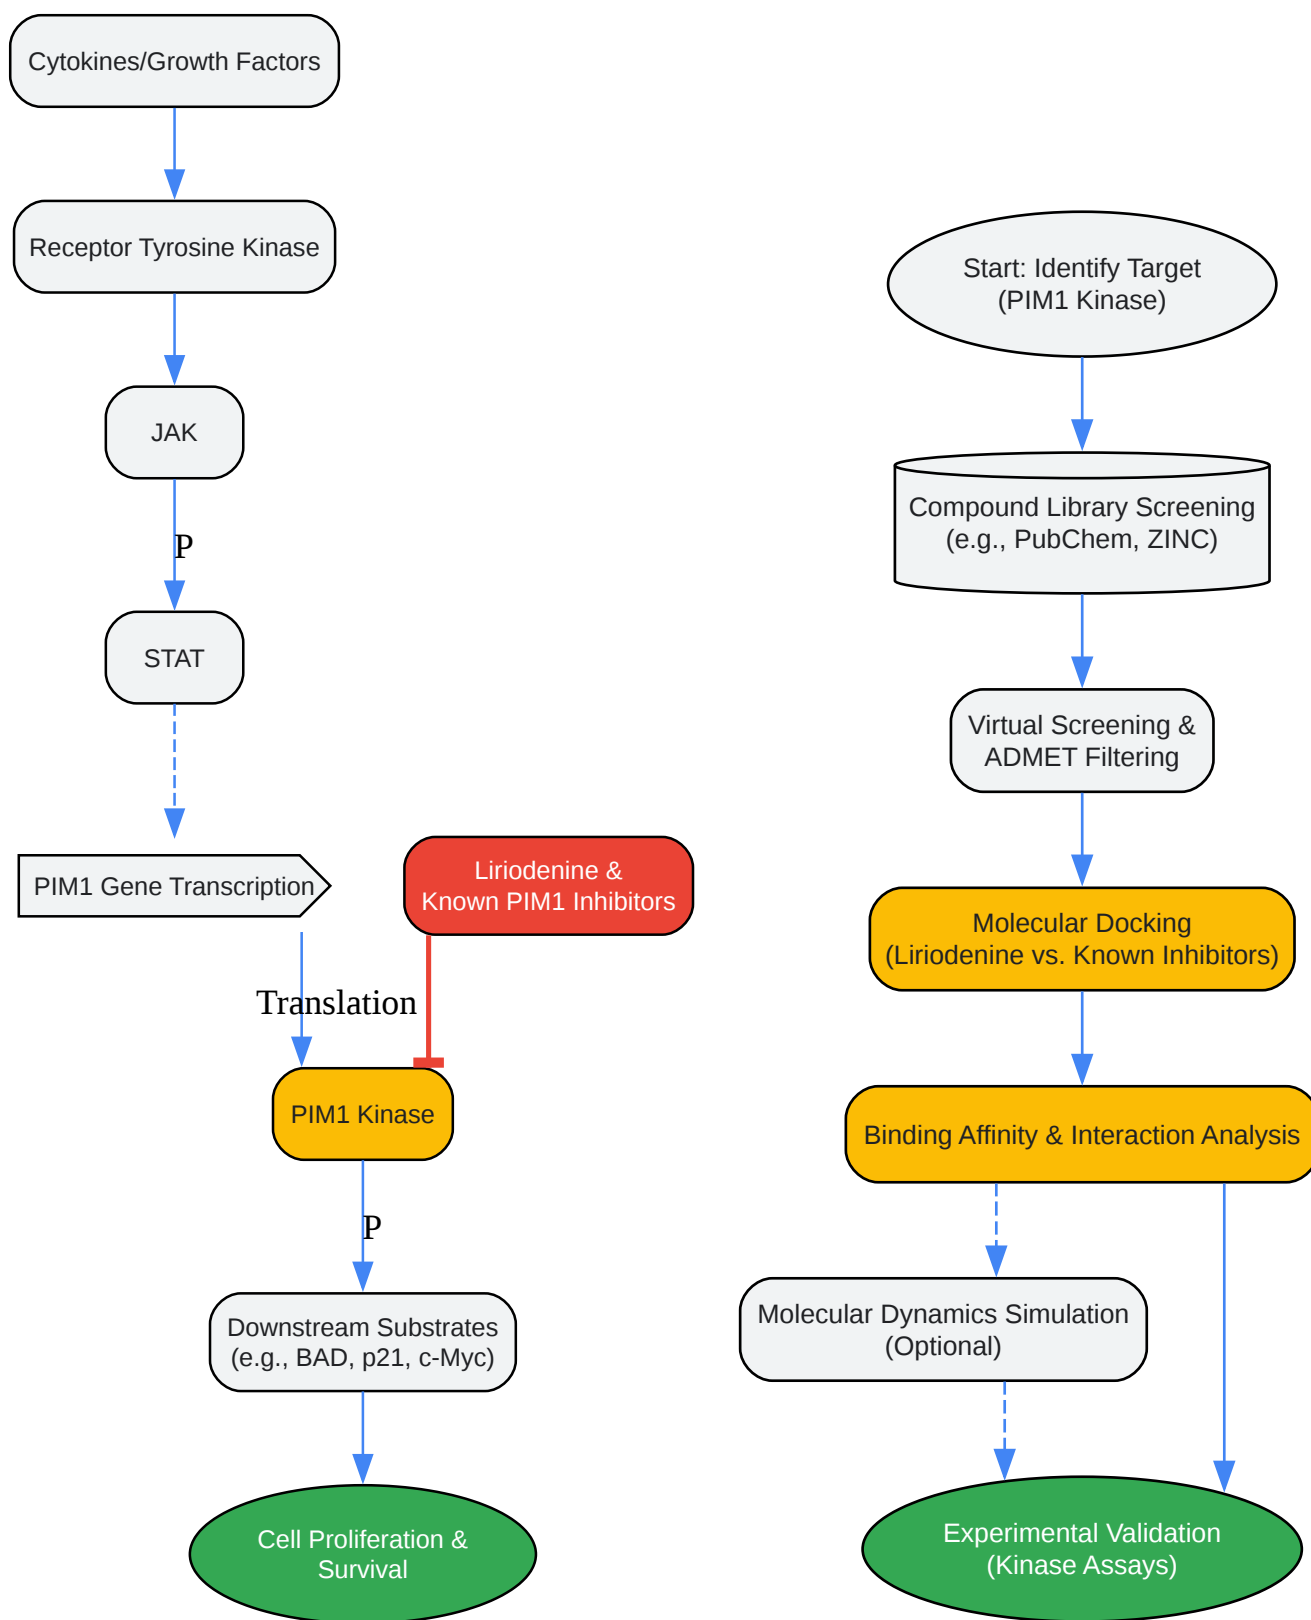 Cytokines/Growth Factors
Receptor Tyrosine Kinase
JAK
P
STAT
PIM1 Gene Transcription
Liriodenine &
Known PIM1 Inhibitors
Translation
PIM1 Kinase
P
Downstream Substrates
(e.g., BAD, p21, c-Myc)
Cell Proliferation &
Survival
Start: Identify Target
(PIM1 Kinase)
Compound Library Screening
(e.g., PubChem, ZINC)
Virtual Screening &
ADMET Filtering
Molecular Docking
(Liriodenine vs. Known Inhibitors)
Binding Affinity & Interaction Analysis
Molecular Dynamics Simulation
(Optional)
Experimental Validation
(Kinase Assays)